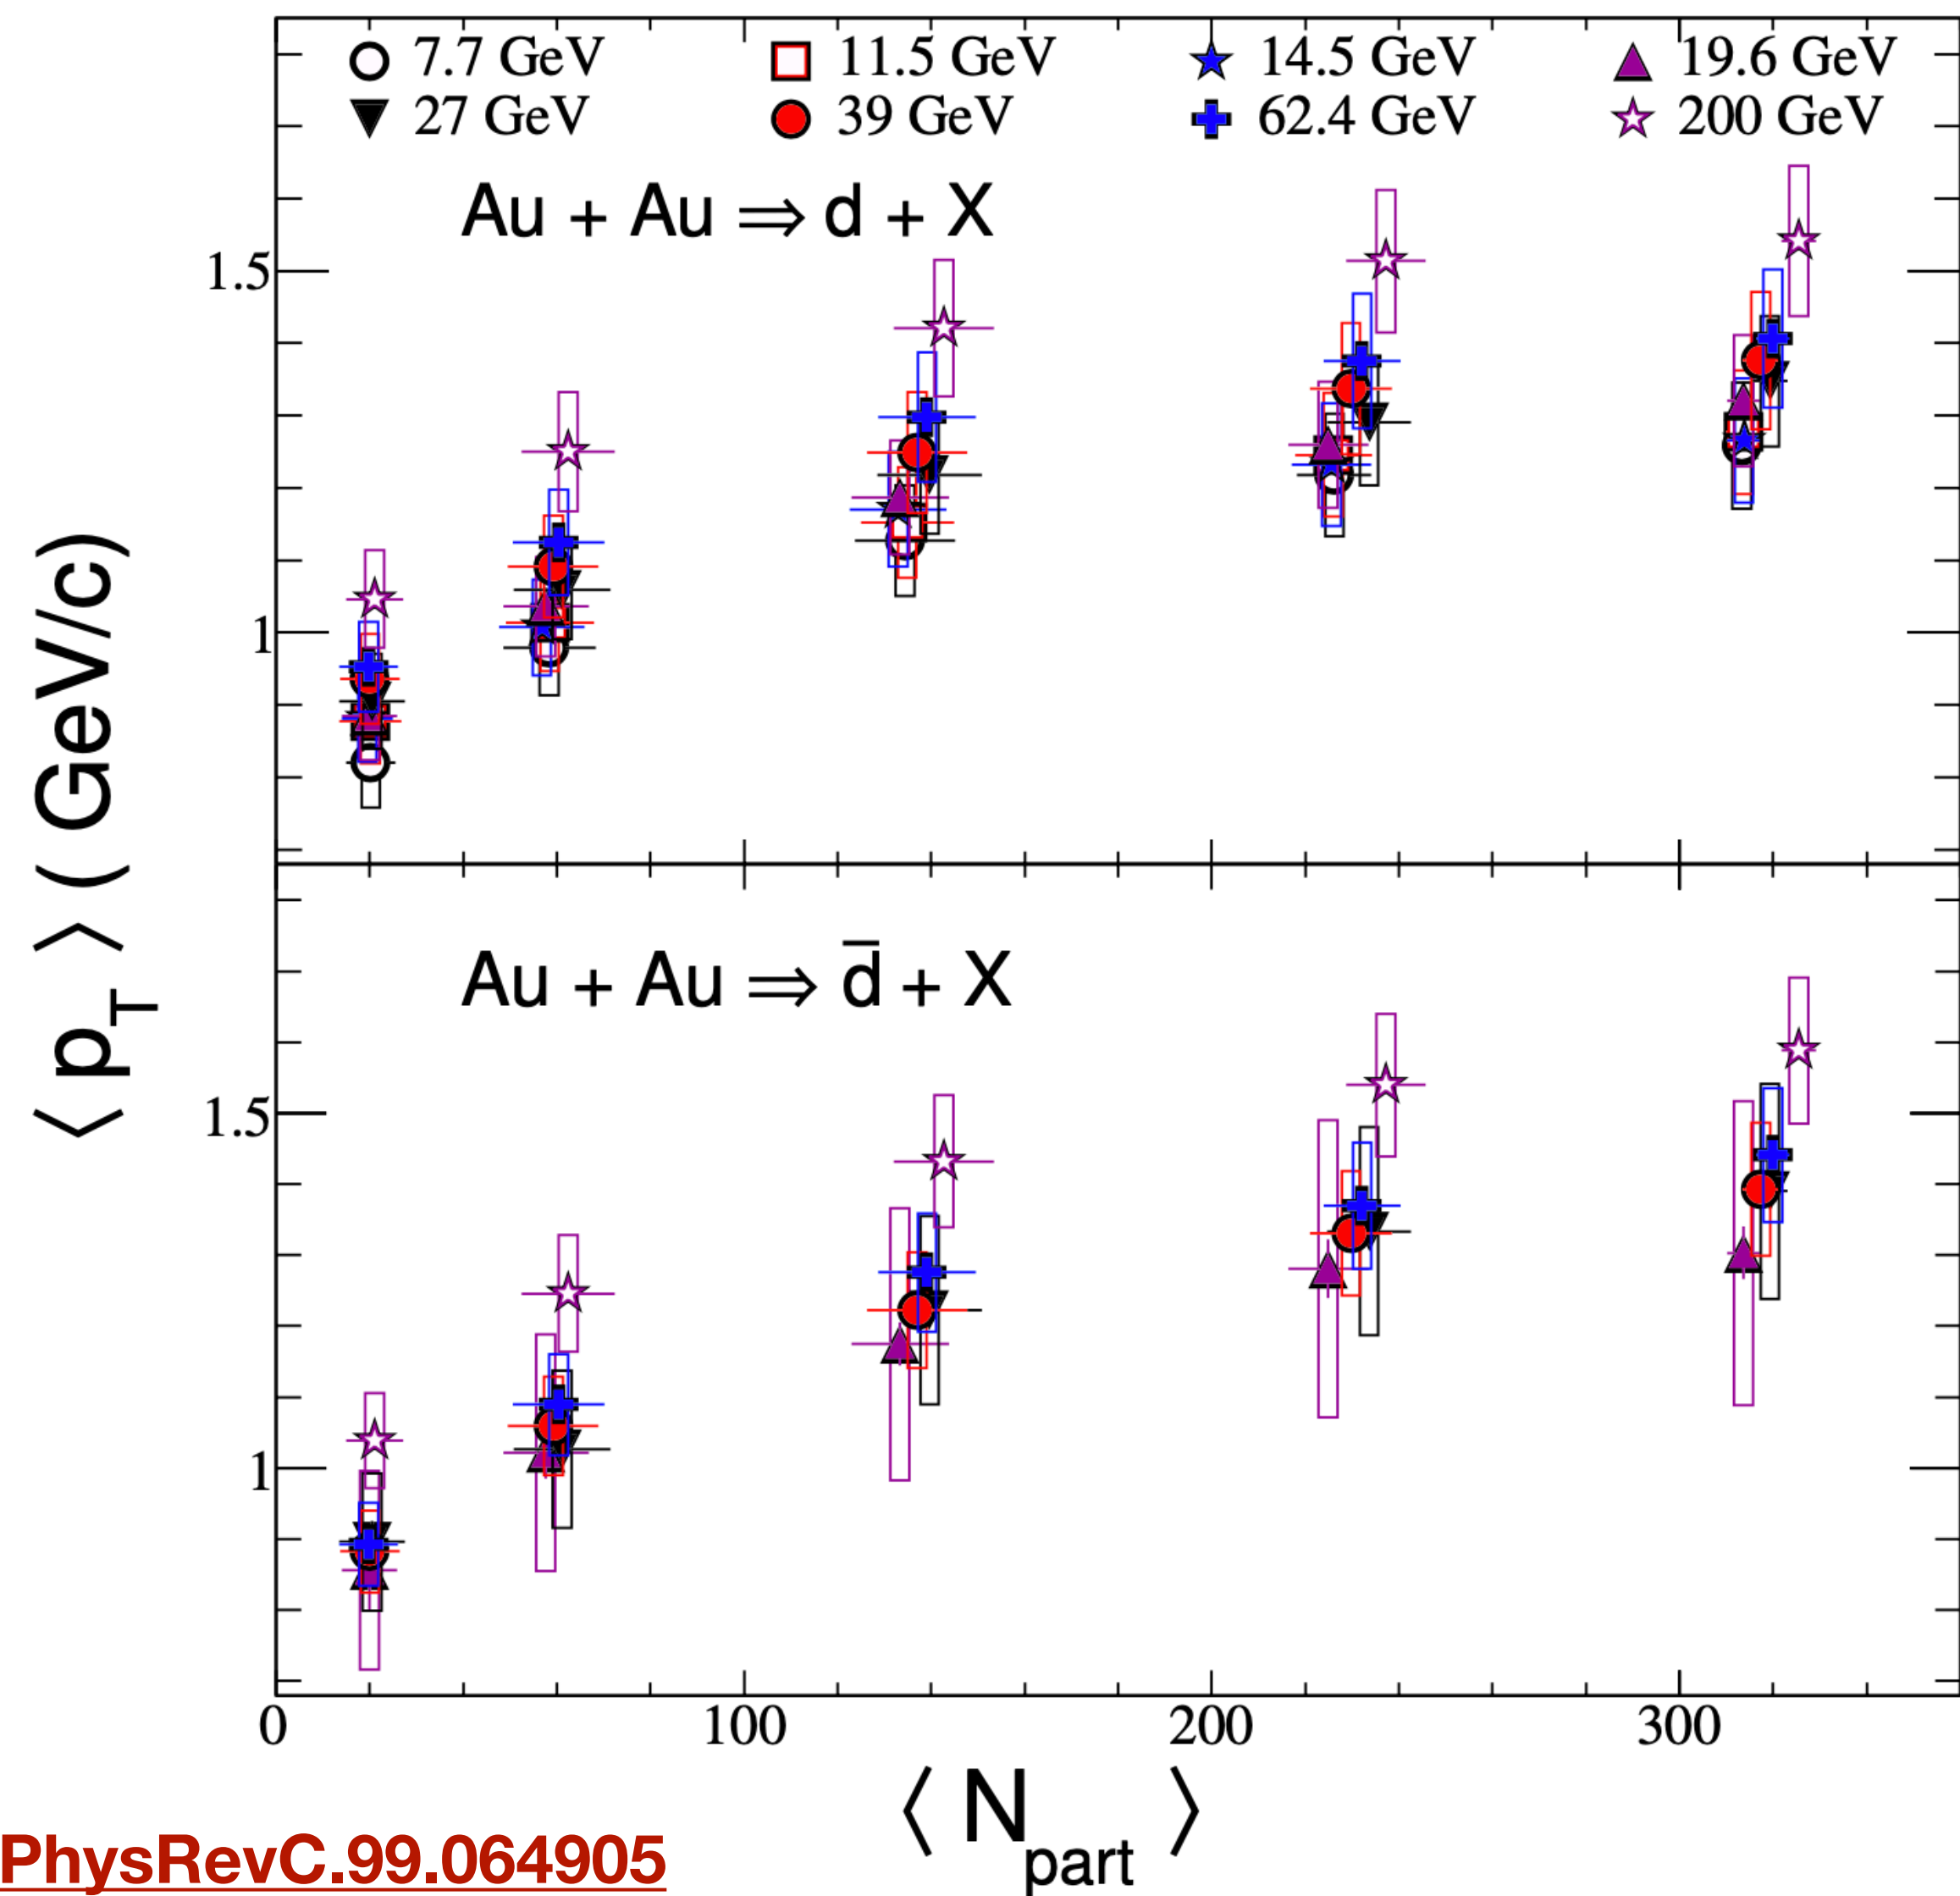 7.7 GeV 11.5 GeV 14.5 GeV 19.6 GeV
27 GeV 39 GeV 62.4 GeV 200 GeV
Au + Au ⇒ d + X
1.5
1
⟨ p_T ⟩ ( GeV/c)
Au + Au ⇒ d̅ + X
1.5
1
0 100 200 300
⟨ N_part ⟩
PhysRevC.99.064905